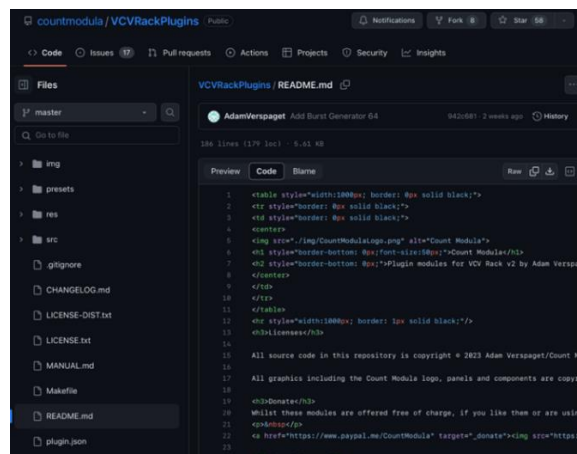 countmodula / VCVRackPlugins Public
Notifications Fork 8 Star 58
Code Issues 17 Pull requests Actions Projects Security Insights
Files
master
Go to file
img
presets
res
src
.gitignore
CHANGELOG.md
LICENSE-DIST.txt
LICENSE.txt
MANUAL.md
Makefile
README.md
plugin.json
VCVRackPlugins / README.md
AdamVerspaget Add Burst Generator 64 942c681 · 2 weeks ago History
186 lines (179 loc) · 5.61 KB
Preview Code Blame Raw
1 <table style="width:1000px; border: 0px solid black;">
2 <tr style="border: 0px solid black;">
3 <td style="border: 0px solid black;">
4 <center>
5 <img src="./img/CountModulaLogo.png" alt="Count Modula">
6 <h1 style="border-bottom: 0px;font-size:50px;">Count Modula</h1>
7 <h2 style="border-bottom: 0px;">Plugin modules for VCV Rack v2 by Adam Verspa
8 </center>
9 </td>
10 </tr>
11 </table>
12 <hr style="width:1000px; border: 1px solid black;"/>
13 <h3>Licenses</h3>
14
15 All source code in this repository is copyright © 2023 Adam Verspaget/Count M
16
17 All graphics including the Count Modula logo, panels and components are copyr
18
19 <h3>Donate</h3>
20 Whilst these modules are offered free of charge, if you like them or are usin
21 <p>&nbsp</p>
22 <a href="https://www.paypal.me/CountModula" target="_donate"><img src="https:
23